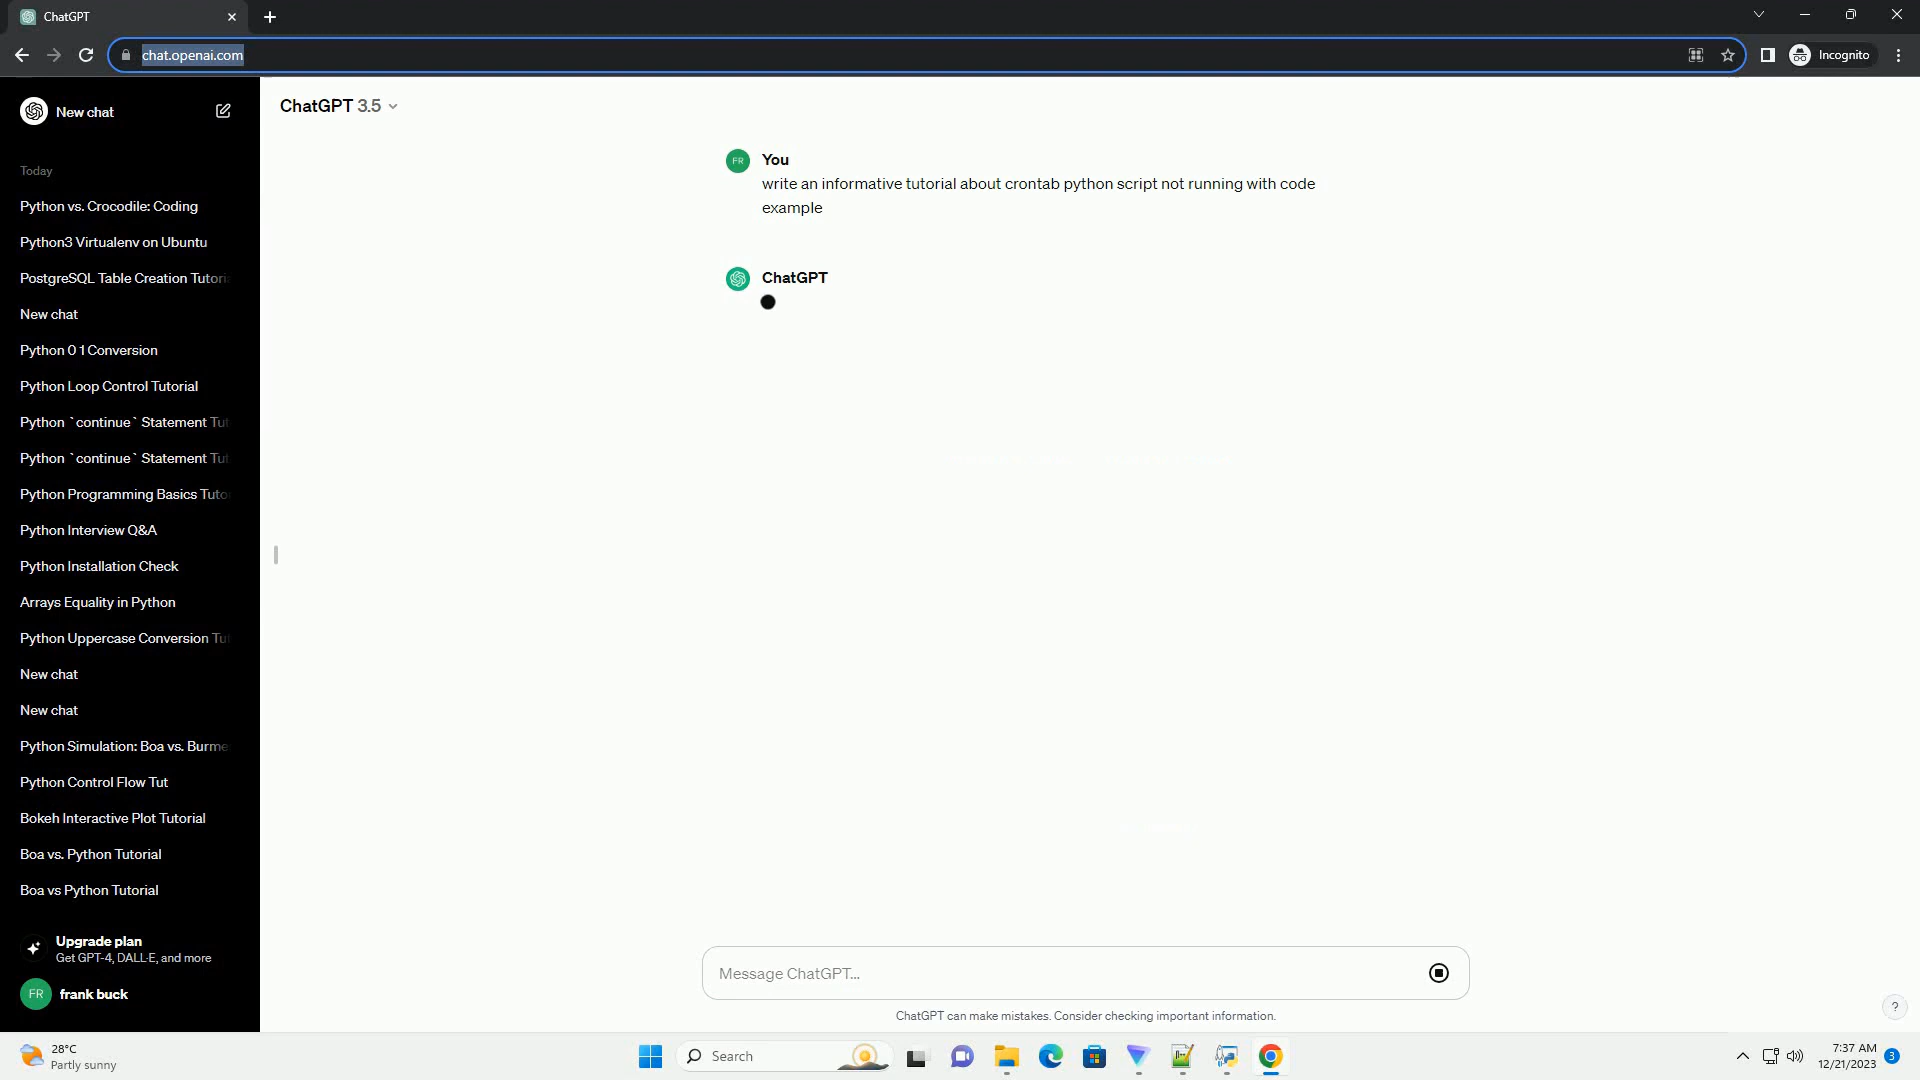 ChatGPT
chat.openai.com
Incognito
New chat
Today
Python vs. Crocodile: Coding
Python3 Virtualenv on Ubuntu
PostgreSQL Table Creation Tutori
New chat
Python 0 1 Conversion
Python Loop Control Tutorial
Python `continue` Statement Tut
Python `continue` Statement Tut
Python Programming Basics Tuto
Python Interview Q&A
Python Installation Check
Arrays Equality in Python
Python Uppercase Conversion Tut
New chat
New chat
Python Simulation: Boa vs. Burme
Python Control Flow Tut
Bokeh Interactive Plot Tutorial
Boa vs. Python Tutorial
Boa vs Python Tutorial
Upgrade plan
Get GPT-4, DALL·E, and more
FR frank buck
ChatGPT 3.5
FR You
write an informative tutorial about crontab python script not running with code
example
ChatGPT
Message ChatGPT...
ChatGPT can make mistakes. Consider checking important information.
?
28°C
Partly sunny
Search
7:37 AM
12/21/2023
3